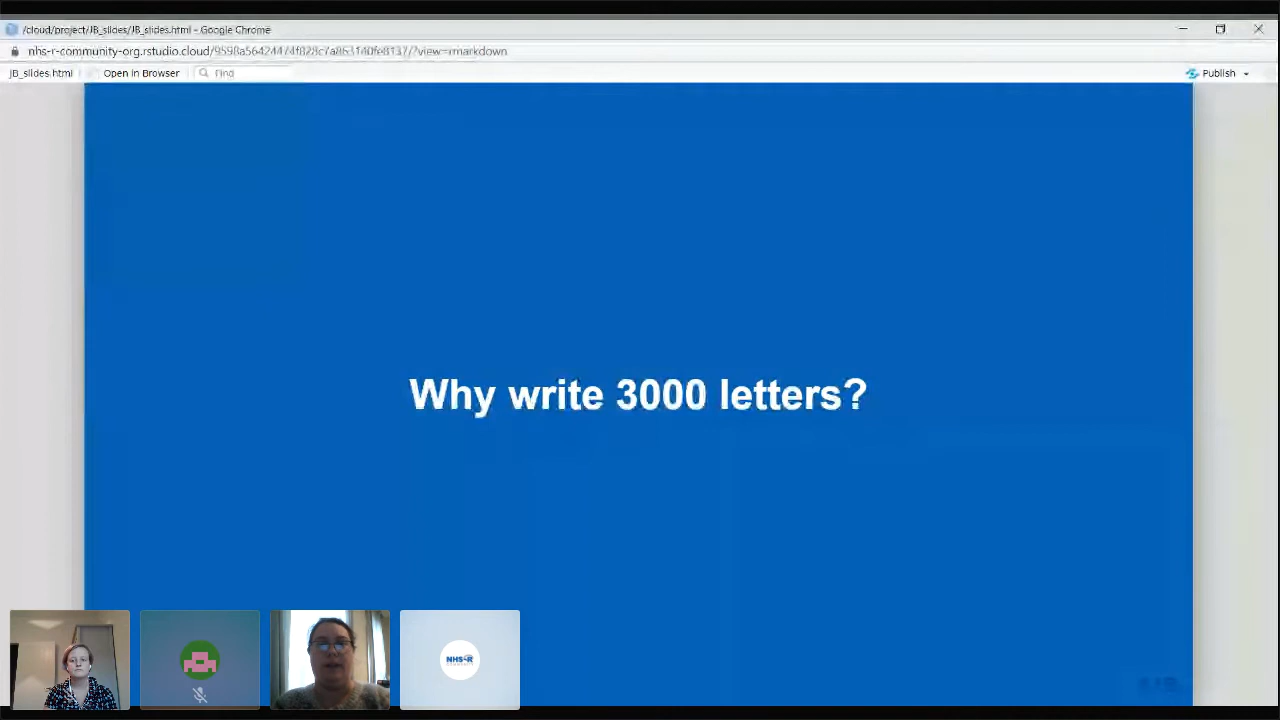 /cloud/project/JB_slides/JB_slides.html - Google Chrome
JB_slides.html
Open in Browser
Find
Publish
Why write 3000 letters?
NHS-R